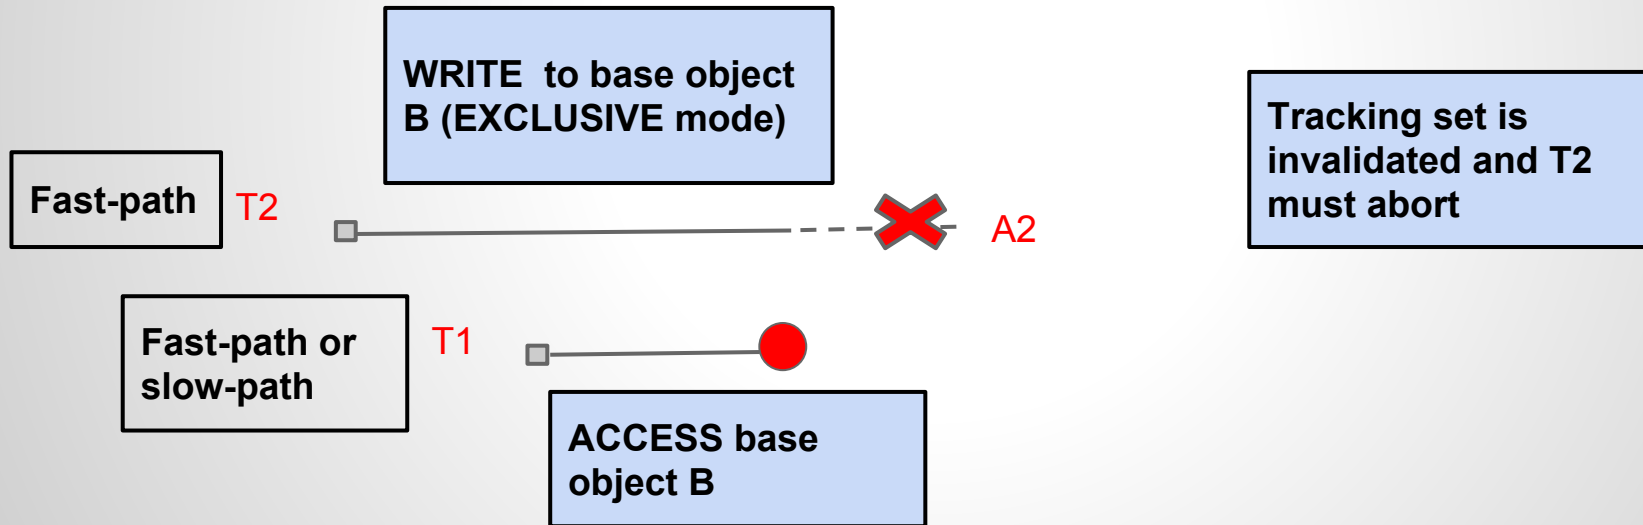 WRITE  to base object
B (EXCLUSIVE mode)
Tracking set is
invalidated and T2
must abort
Fast-path
T2
A2
Fast-path or
slow-path
T1
ACCESS base
object B